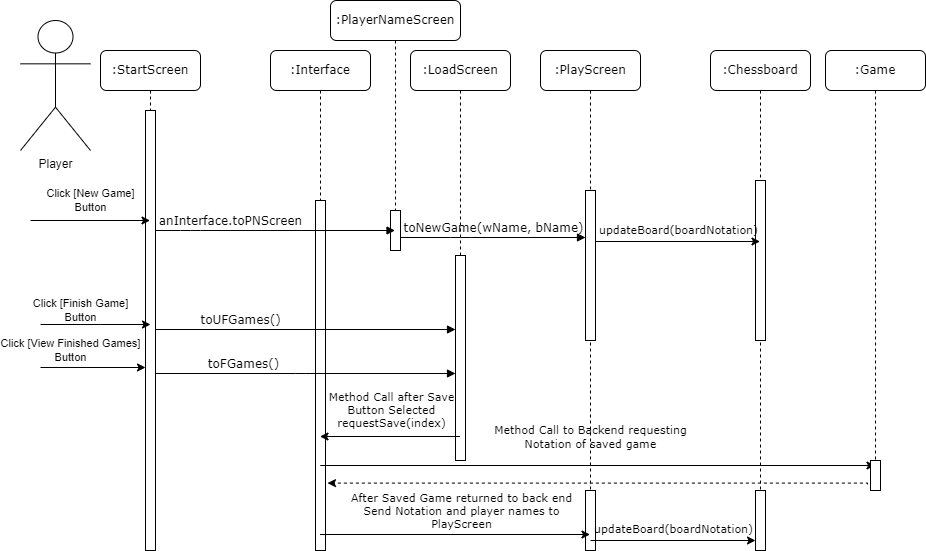 :PlayerNameScreen
:StartScreen
:Interface
:LoadScreen
:PlayScreen
:Chessboard
:Game
Player
Click [New Game]
Button
anInterface.toPNScreen
toNewGame(wName, bName)
updateBoard(boardNotation)
Click [Finish Game]
Button
toUFGames()
Click [View Finished Games]
Button
toFGames()
Method Call after Save
Button Selected
requestSave(index)
Method Call to Backend requesting
Notation of saved game
After Saved Game returned to back end
Send Notation and player names to
PlayScreen
updateBoard(boardNotation)